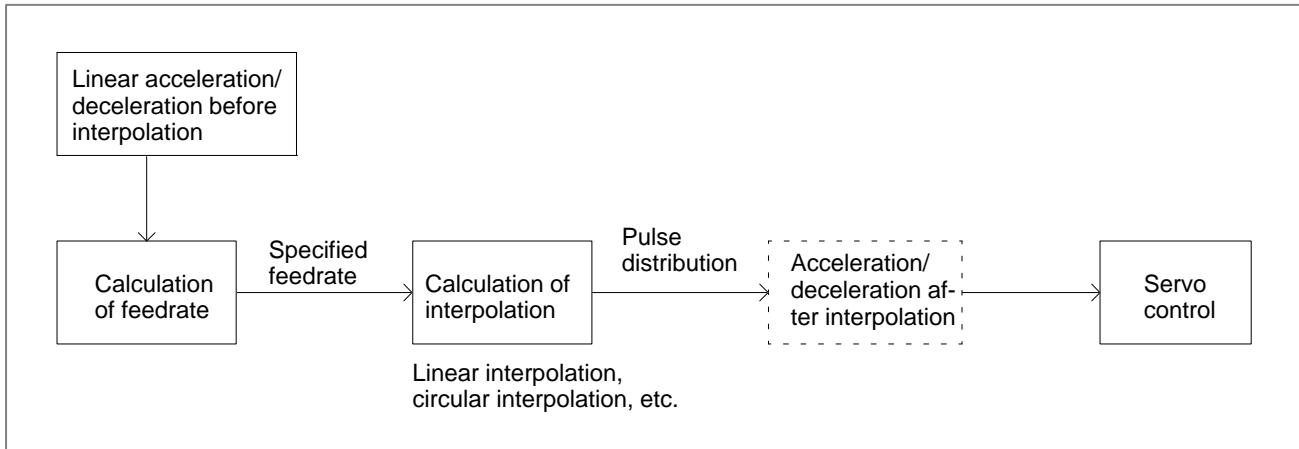 Linear acceleration/
deceleration before
interpolation
Calculation
of feedrate
Specified
feedrate
Calculation of
interpolation
Linear interpolation,
circular interpolation, etc.
Pulse
distribution
Acceleration/
deceleration af-
ter interpolation
Servo
control